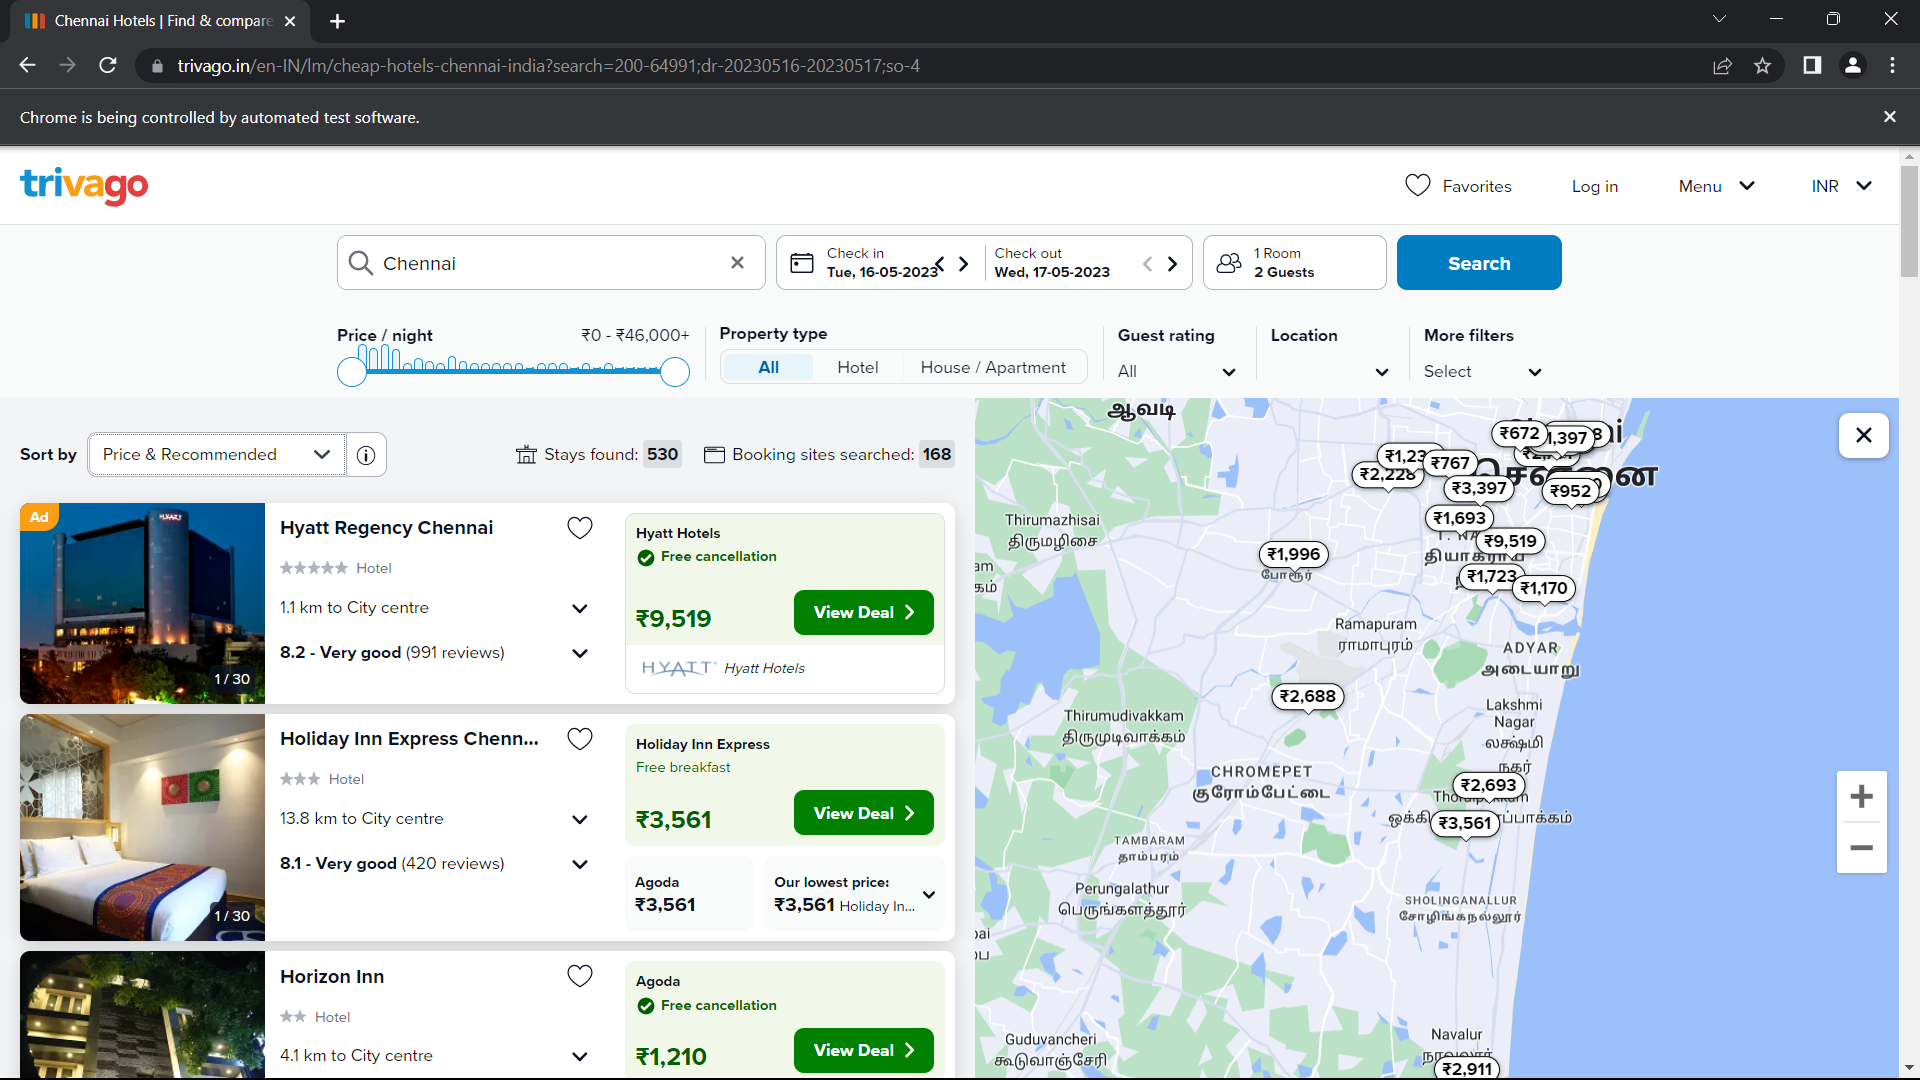 Chennai Hotels | Find & compare
trivago.in/en-IN/lm/cheap-hotels-chennai-india?search=200-64991;dr-20230516-20230517;so-4
Chrome is being controlled by automated test software.
trivago
Favorites
Log in
Menu
INR
Chennai
Check in
Tue, 16-05-2023
Check out
Wed, 17-05-2023
1 Room
2 Guests
Search
Price / night
₹0 - ₹46,000+
Property type
All
Hotel
House / Apartment
Guest rating
All
Location
More filters
Select
Sort by
Price & Recommended
Stays found: 530
Booking sites searched: 168
Ad
HYATT
1 / 30
Hyatt Regency Chennai
Hotel
1.1 km to City centre
8.2 - Very good (991 reviews)
Hyatt Hotels
Free cancellation
₹9,519
View Deal
HYATT Hyatt Hotels
1 / 30
Holiday Inn Express Chenn...
Hotel
13.8 km to City centre
8.1 - Very good (420 reviews)
Holiday Inn Express
Free breakfast
₹3,561
View Deal
Agoda
₹3,561
Our lowest price:
₹3,561 Holiday In...
Horizon Inn
Hotel
4.1 km to City centre
Agoda
Free cancellation
₹1,210
View Deal
ஆவடி
₹672
1,397
₹1,23
₹767
₹2,228
₹3,397
₹952
₹1,693
Thirumazhisai
திருமழிசை
₹9,519
₹1,996
போரூர்
₹1,723
₹1,170
Ramapuram
ராமாபுரம்
ADYAR
அடையாறு
₹2,688
Lakshmi
Nagar
லக்ஷ்மி
நகர்
Thirumudivakkam
திருமுடிவாக்கம்
CHROMEPET
குரோம்பேட்டை
₹2,693
₹3,561
TAMBARAM
தாம்பரம்
Perungalathur
பெருங்களத்தூர்
SHOLINGANALLUR
சோழிங்கநல்லூர்
Guduvancheri
கூடுவாஞ்சேரி
Navalur
₹2,911